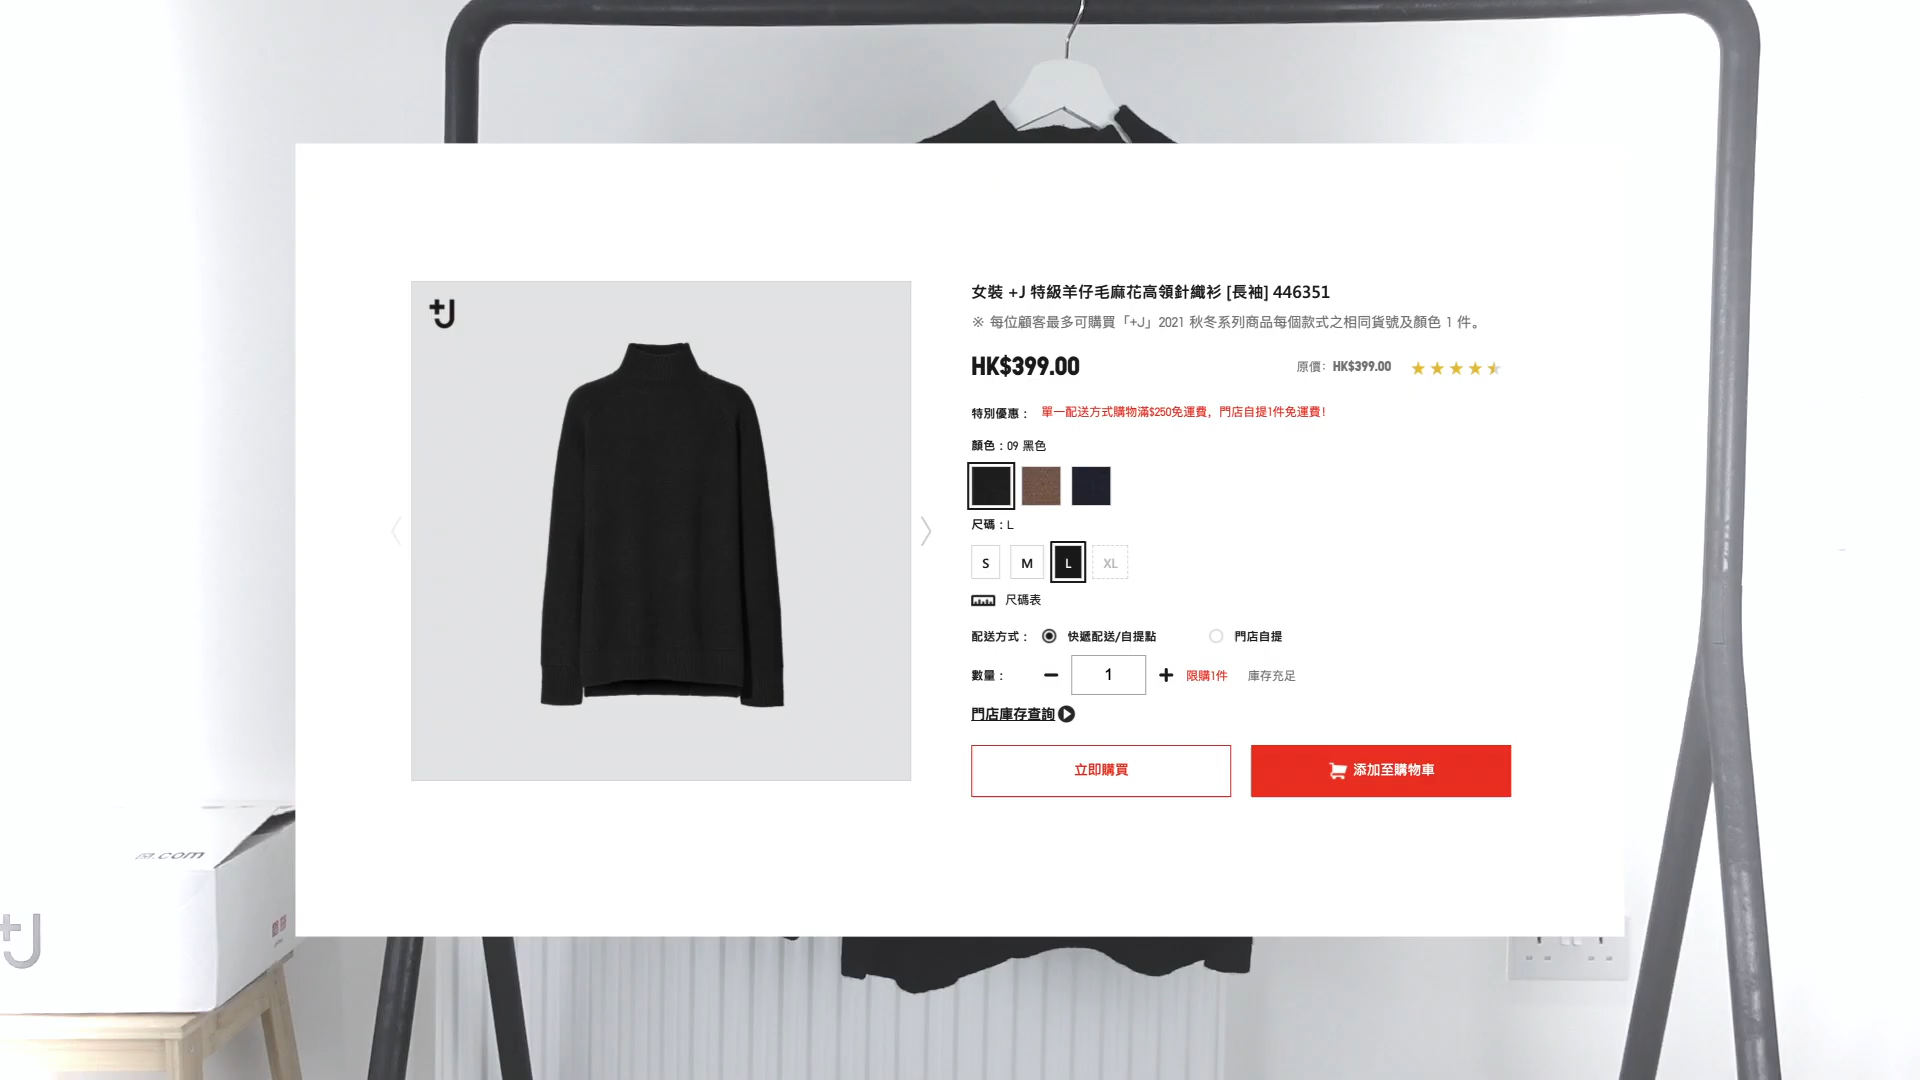 +J
女裝 +J 特級羊仔毛麻花高領針織衫 [長袖] 446351
※ 每位顧客最多可購買「+J」2021 秋冬系列商品每個款式之相同貨號及顏色 1 件。
HK$399.00
原價: HK$399.00
特別優惠: 單一配送方式購物滿$250免運費, 門店自提1件免運費!
顏色: 09 黑色
尺碼: L
S M L XL
尺碼表
配送方式: 快遞配送/自提點 門店自提
數量: 1 限購1件 庫存充足
門店庫存查詢
立即購買 添加至購物車
.com
+J